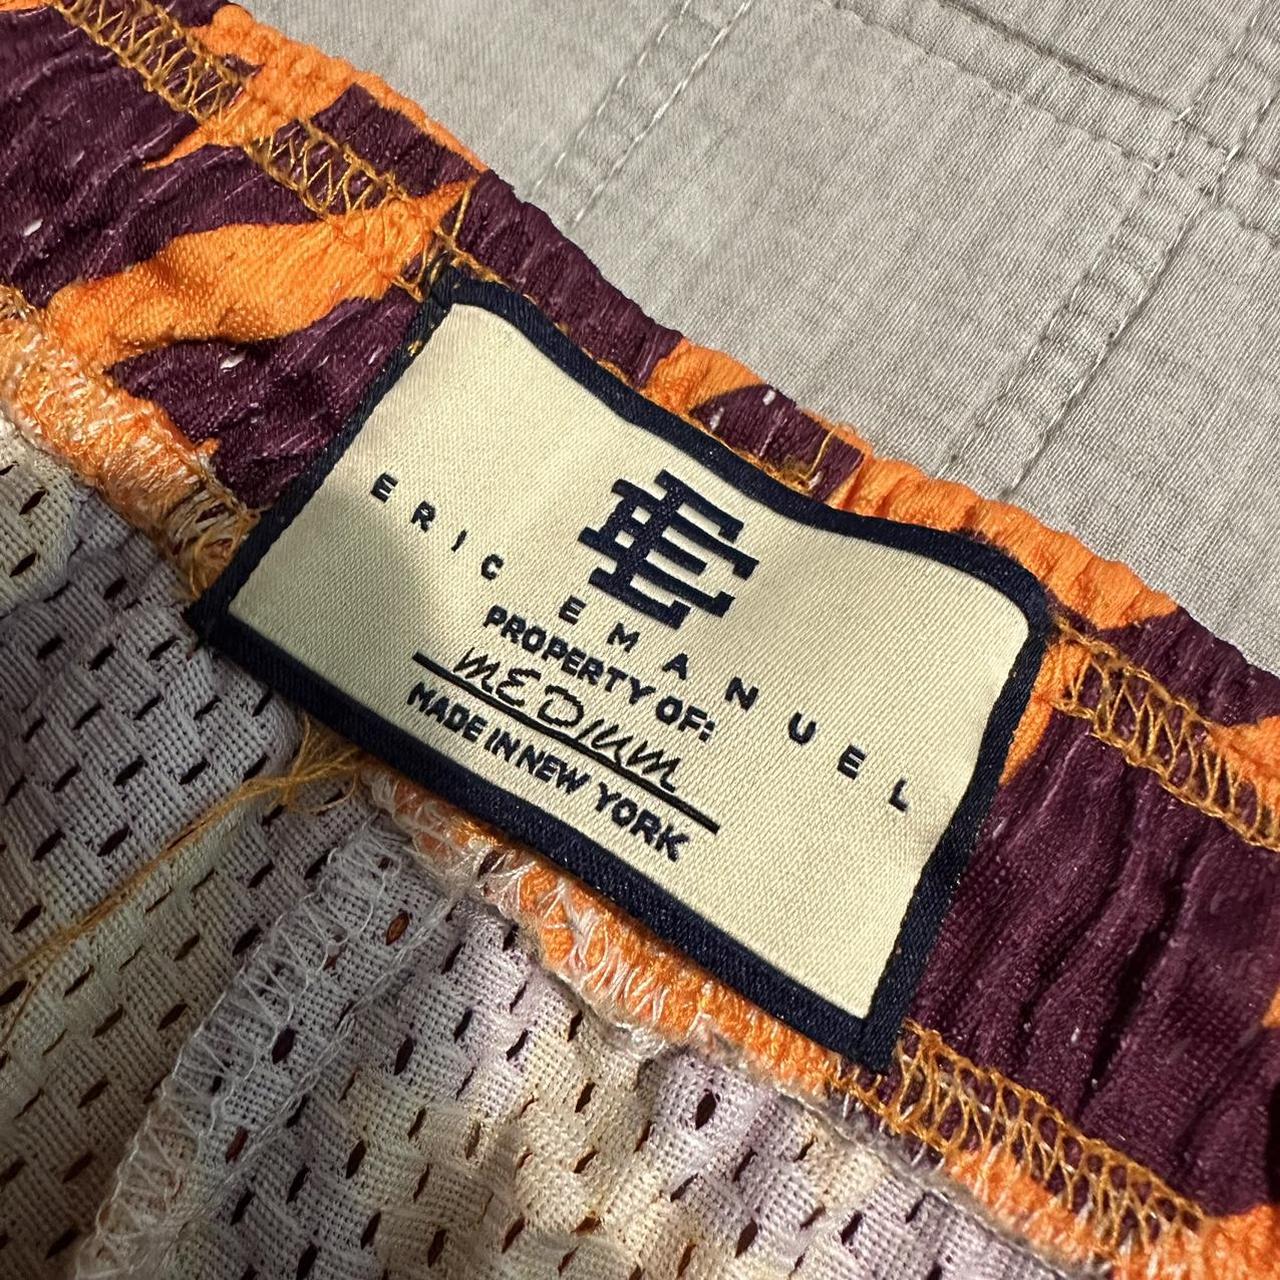 EE
ERIC EMANUEL
PROPERTY OF:
MEDIUM
MADE IN NEW YORK